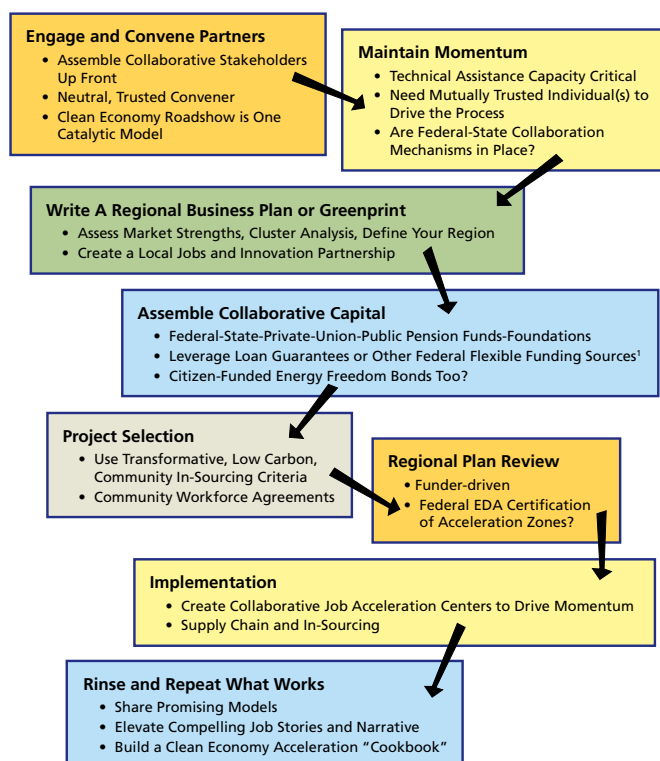 Engage and Convene Partners
• Assemble Collaborative Stakeholders
Up Front
• Neutral, Trusted Convener
• Clean Economy Roadshow is One
Catalytic Model
Maintain Momentum
• Technical Assistance Capacity Critical
• Need Mutually Trusted Individual(s) to
Drive the Process
• Are Federal-State Collaboration
Mechanisms in Place?
Write A Regional Business Plan or Greenprint
• Assess Market Strengths, Cluster Analysis, Define Your Region
• Create a Local Jobs and Innovation Partnership
Assemble Collaborative Capital
• Federal-State-Private-Union-Public Pension Funds-Foundations
• Leverage Loan Guarantees or Other Federal Flexible Funding Sources¹
• Citizen-Funded Energy Freedom Bonds Too?
Project Selection
• Use Transformative, Low Carbon,
Community In-Sourcing Criteria
• Community Workforce Agreements
Regional Plan Review
• Funder-driven
• Federal EDA Certification
of Acceleration Zones?
Implementation
• Create Collaborative Job Acceleration Centers to Drive Momentum
• Supply Chain and In-Sourcing
Rinse and Repeat What Works
• Share Promising Models
• Elevate Compelling Job Stories and Narrative
• Build a Clean Economy Acceleration “Cookbook”